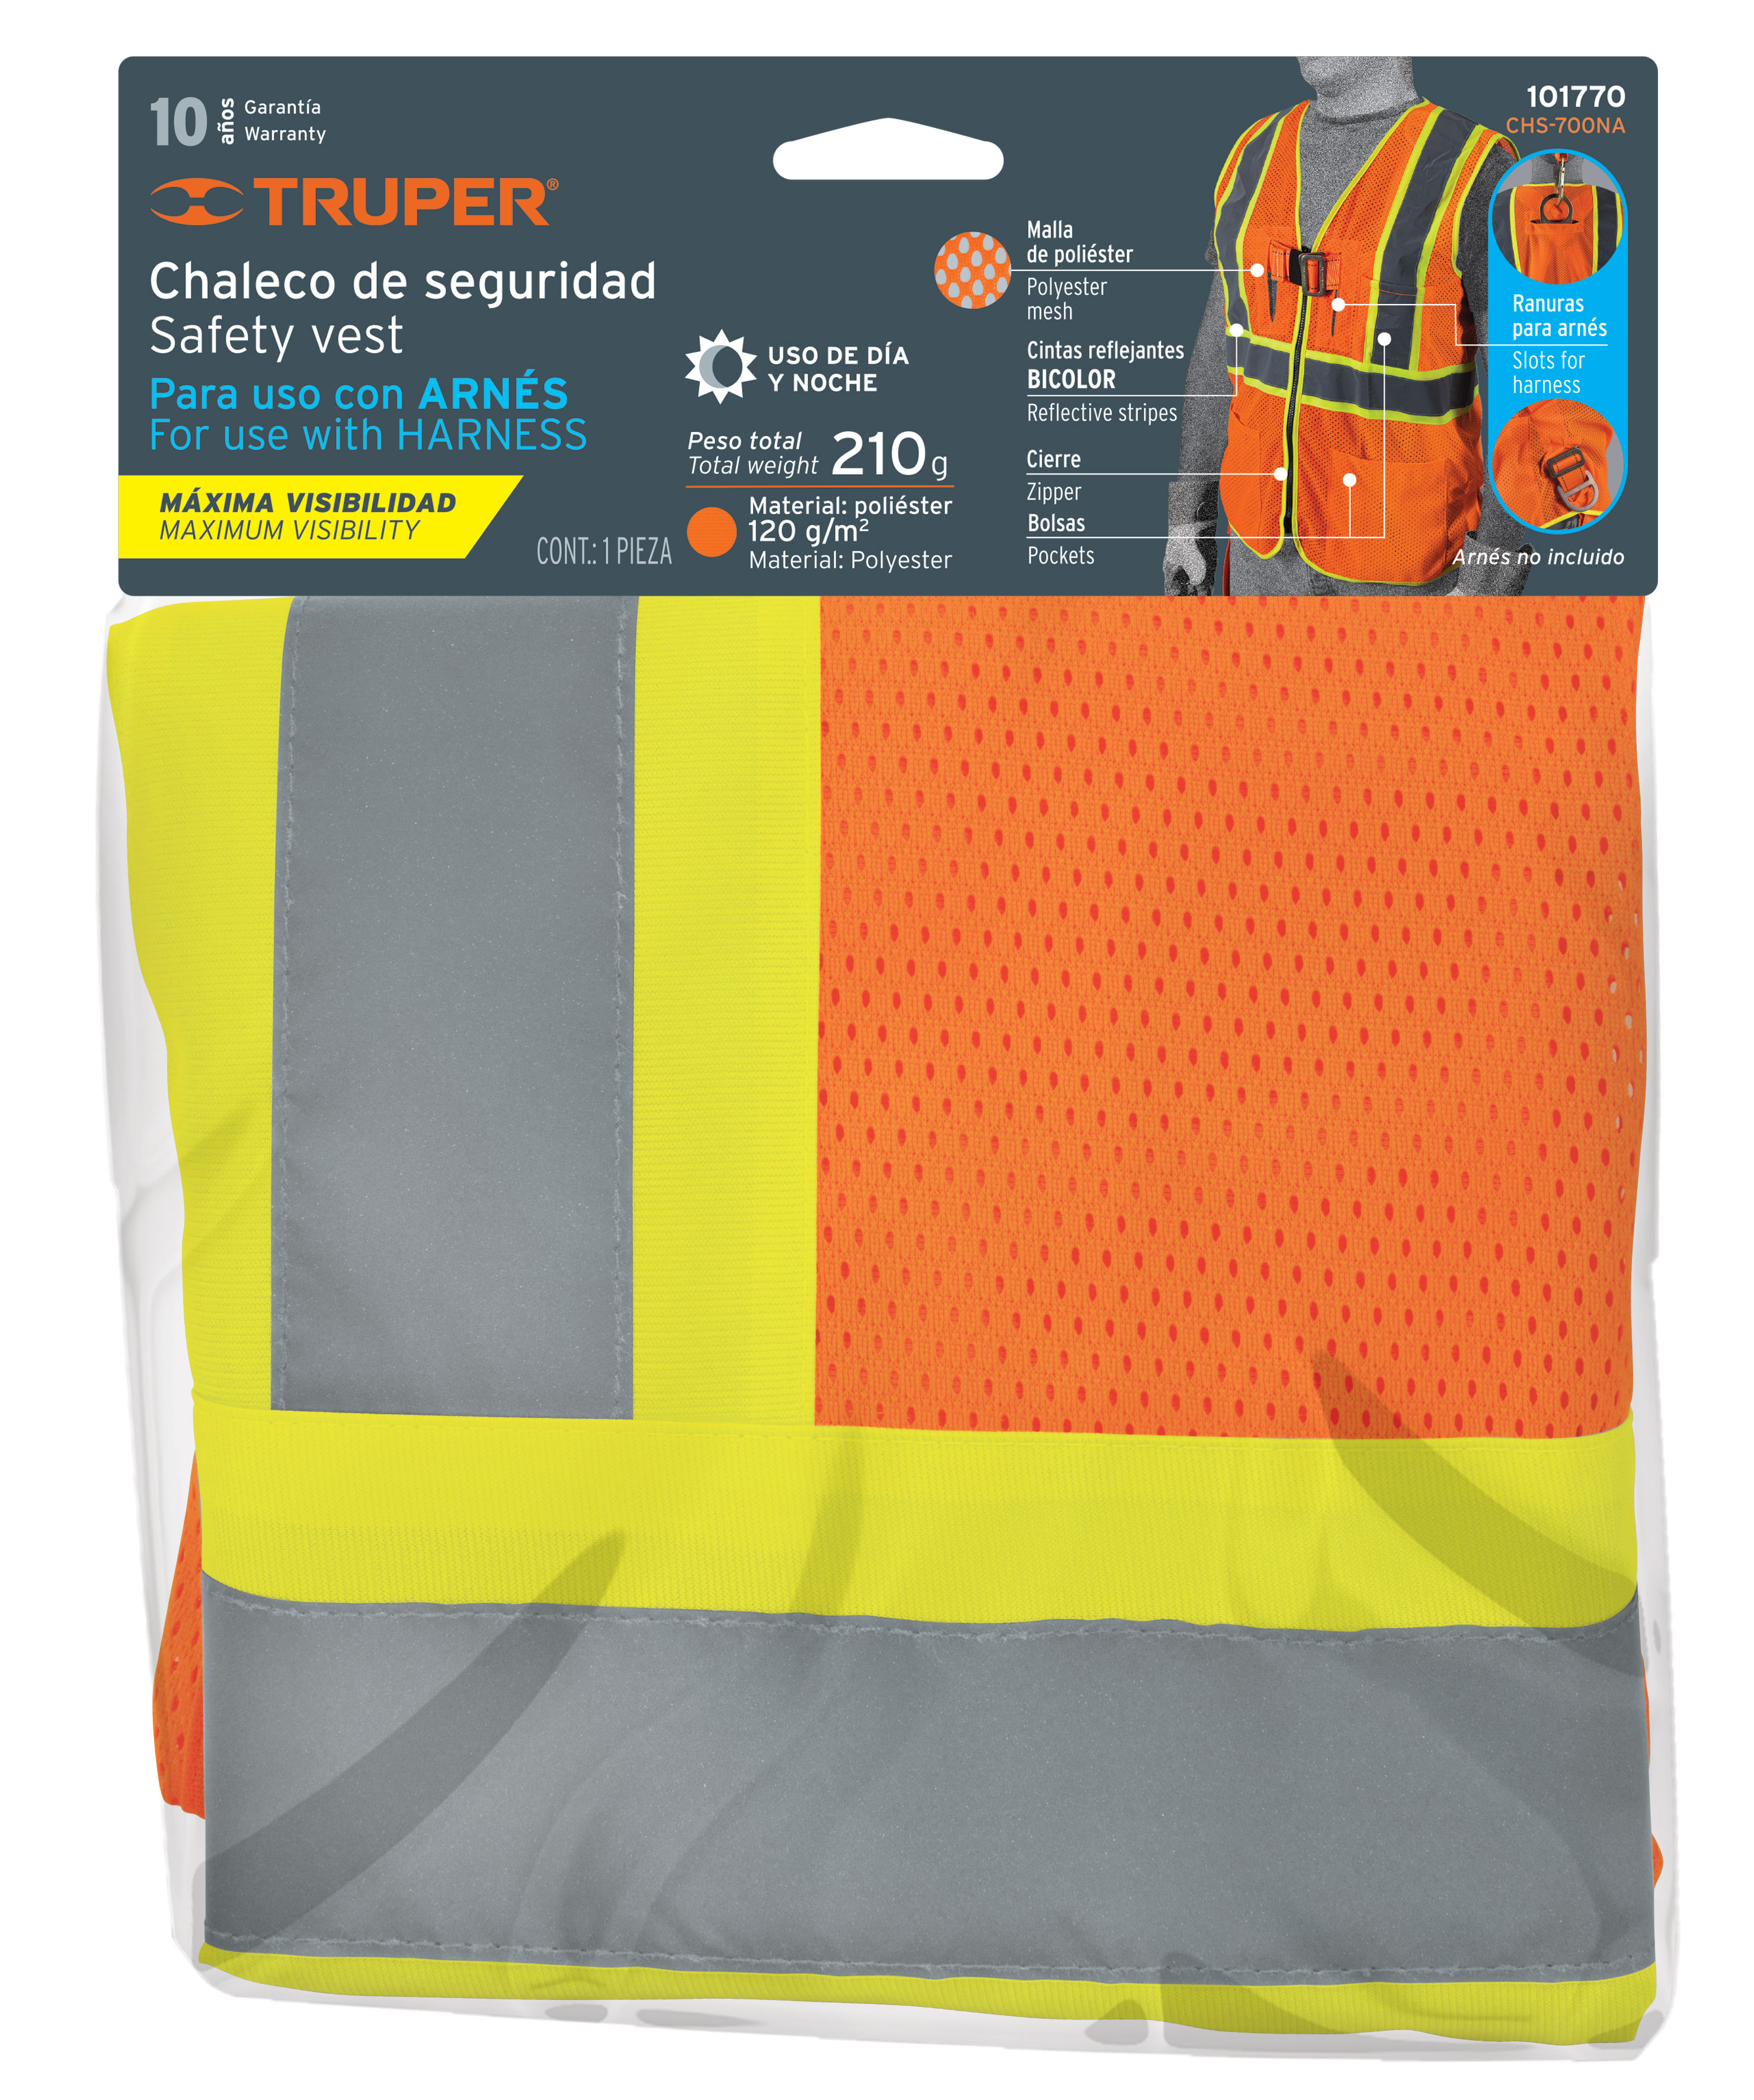 10 años Garantía
Warranty
TRUPER®
Chaleco de seguridad
Safety vest
Para uso con ARNÉS
For use with HARNESS
MÁXIMA VISIBILIDAD
MAXIMUM VISIBILITY
CONT.: 1 PIEZA
USO DE DÍA
Y NOCHE
Peso total
Total weight
210 g
Material: poliéster
120 g/m²
Material: Polyester
Malla
de poliéster
Polyester
mesh
Cintas reflejantes
BICOLOR
Reflective stripes
Cierre
Zipper
Bolsas
Pockets
101770
CHS-700NA
Ranuras
para arnés
Slots for
harness
Arnés no incluido